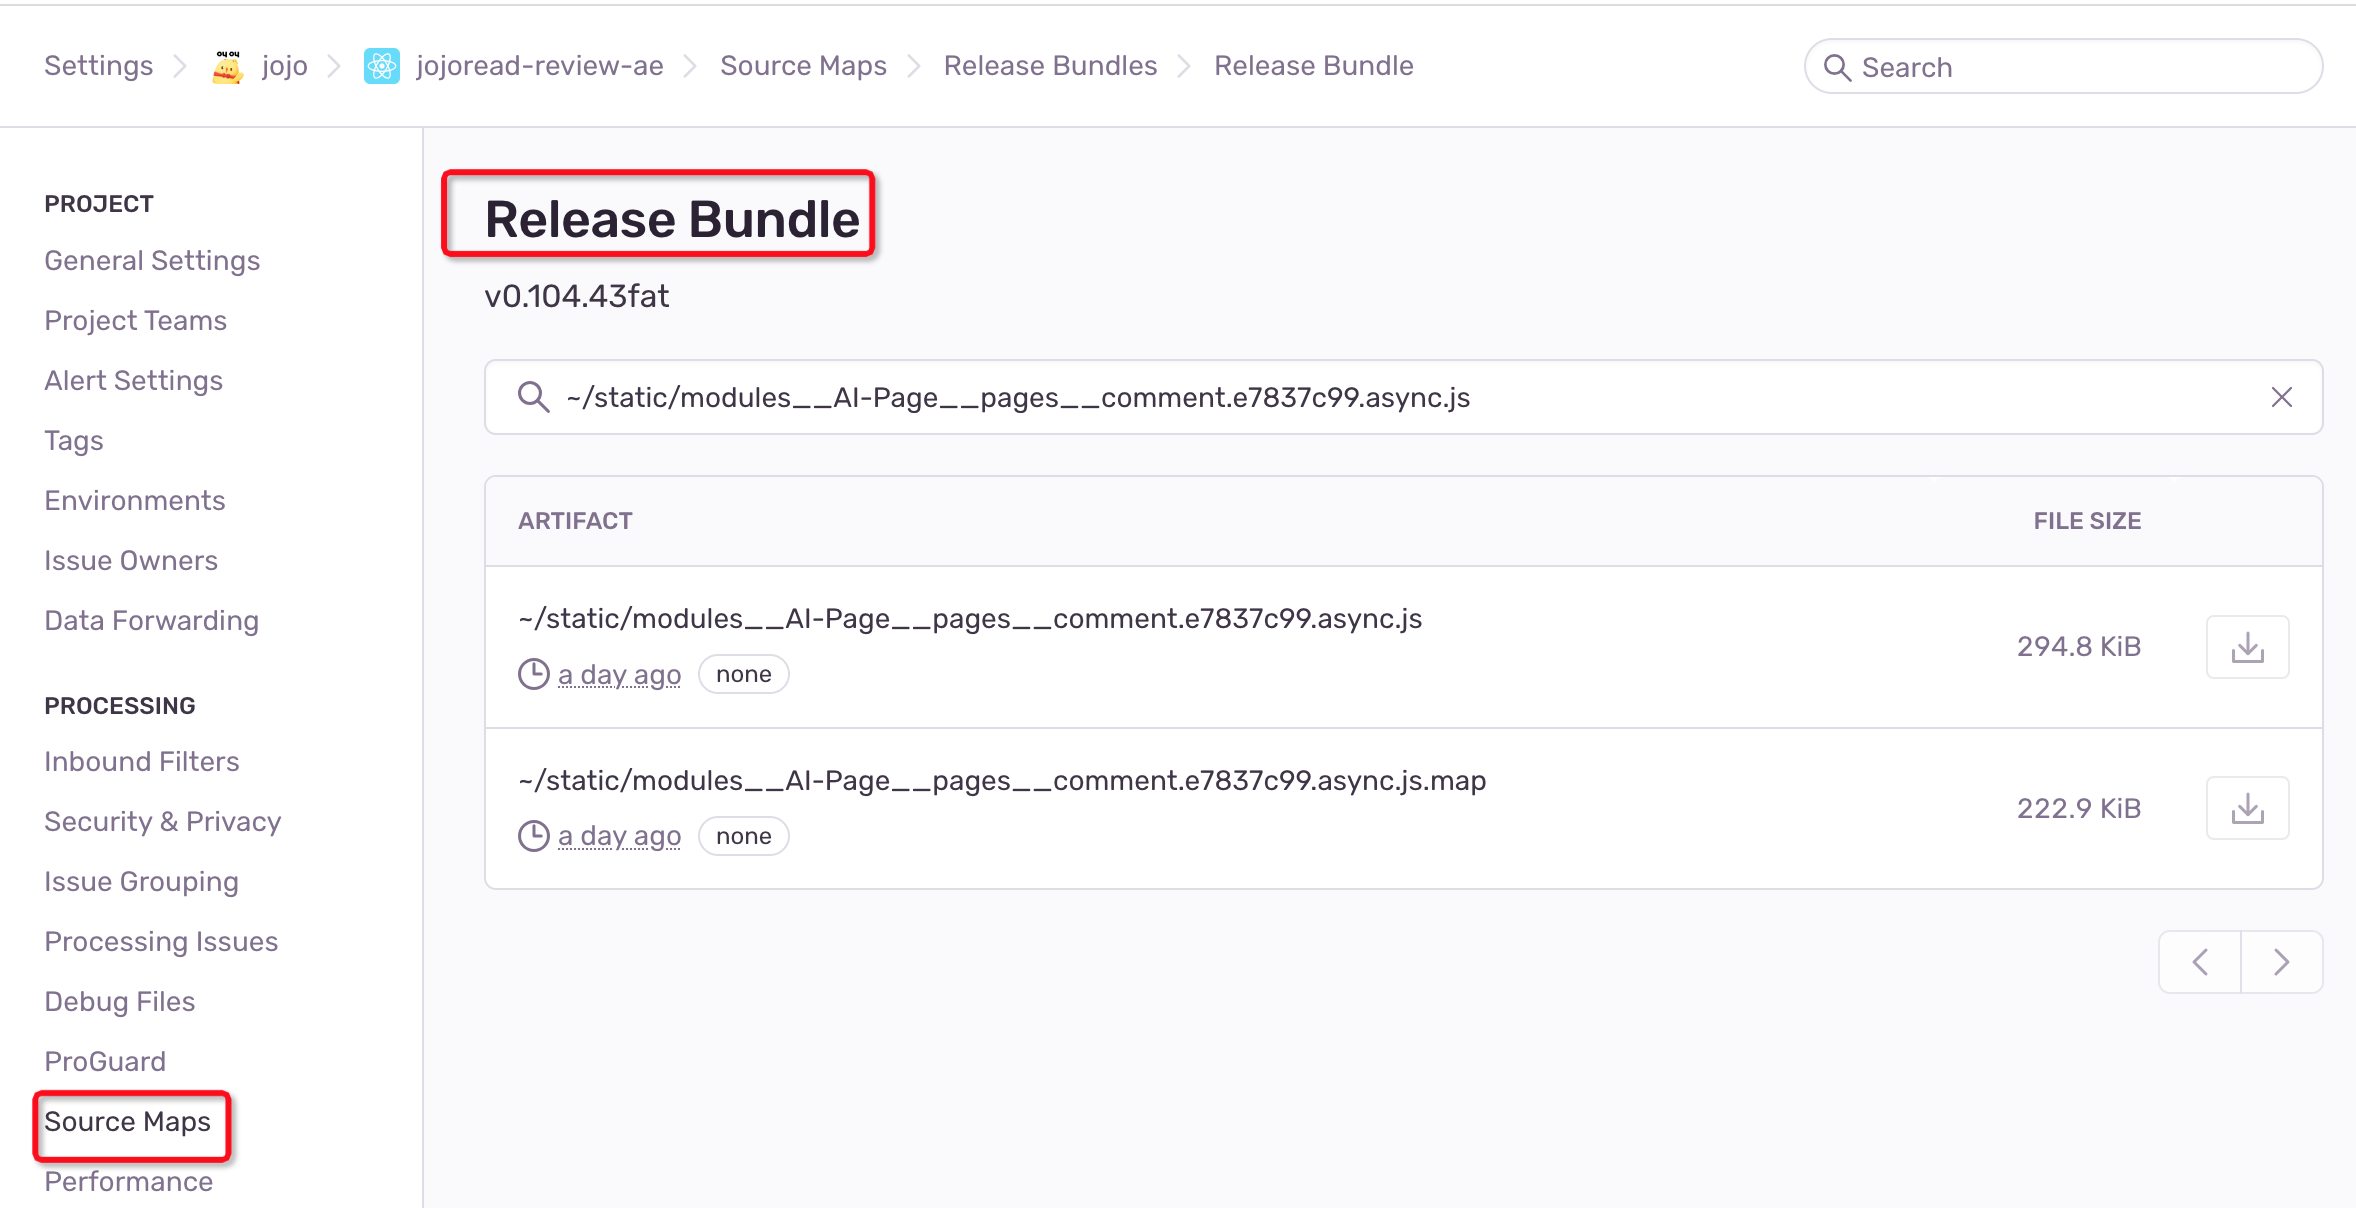 Settings > jojo > jojoread-review-ae > Source Maps > Release Bundles > Release Bundle
Search
PROJECT
General Settings
Project Teams
Alert Settings
Tags
Environments
Issue Owners
Data Forwarding
PROCESSING
Inbound Filters
Security & Privacy
Issue Grouping
Processing Issues
Debug Files
ProGuard
Source Maps
Performance
Release Bundle
v0.104.43fat
~/static/modules__AI-Page__pages__comment.e7837c99.async.js
ARTIFACT FILE SIZE
~/static/modules__AI-Page__pages__comment.e7837c99.async.js
294.8 KiB
a day ago none
~/static/modules__AI-Page__pages__comment.e7837c99.async.js.map
222.9 KiB
a day ago none